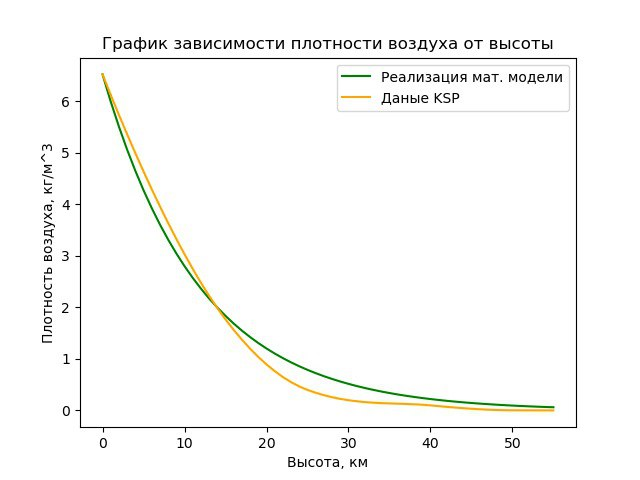 График зависимости плотности воздуха от высоты
Реализация мат. модели
Даные KSP
6
5
4
3
2
1
0
Плотность воздуха, кг/м^3
0 10 20 30 40 50
Высота, км